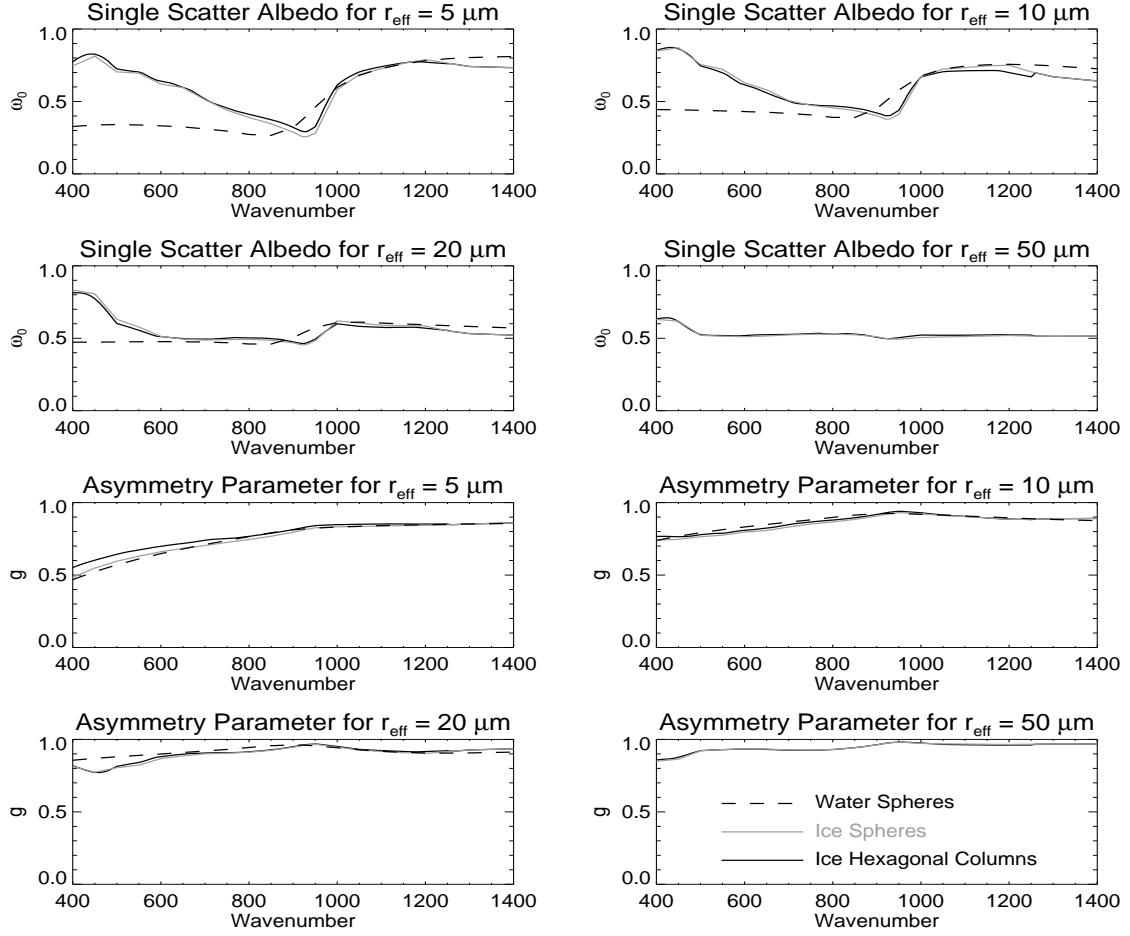 Single Scatter Albedo for r_eff = 5 μm
1.0
0.5
0.0
ω_0
400 600 800 1000 1200 1400
Wavenumber
Single Scatter Albedo for r_eff = 10 μm
1.0
0.5
0.0
ω_0
400 600 800 1000 1200 1400
Wavenumber
Single Scatter Albedo for r_eff = 20 μm
1.0
0.5
0.0
ω_0
400 600 800 1000 1200 1400
Wavenumber
Single Scatter Albedo for r_eff = 50 μm
1.0
0.5
0.0
ω_0
400 600 800 1000 1200 1400
Wavenumber
Asymmetry Parameter for r_eff = 5 μm
1.0
0.5
0.0
g
400 600 800 1000 1200 1400
Wavenumber
Asymmetry Parameter for r_eff = 10 μm
1.0
0.5
0.0
g
400 600 800 1000 1200 1400
Wavenumber
Asymmetry Parameter for r_eff = 20 μm
1.0
0.5
0.0
g
400 600 800 1000 1200 1400
Wavenumber
Asymmetry Parameter for r_eff = 50 μm
1.0
0.5
0.0
g
Water Spheres
Ice Spheres
Ice Hexagonal Columns
400 600 800 1000 1200 1400
Wavenumber